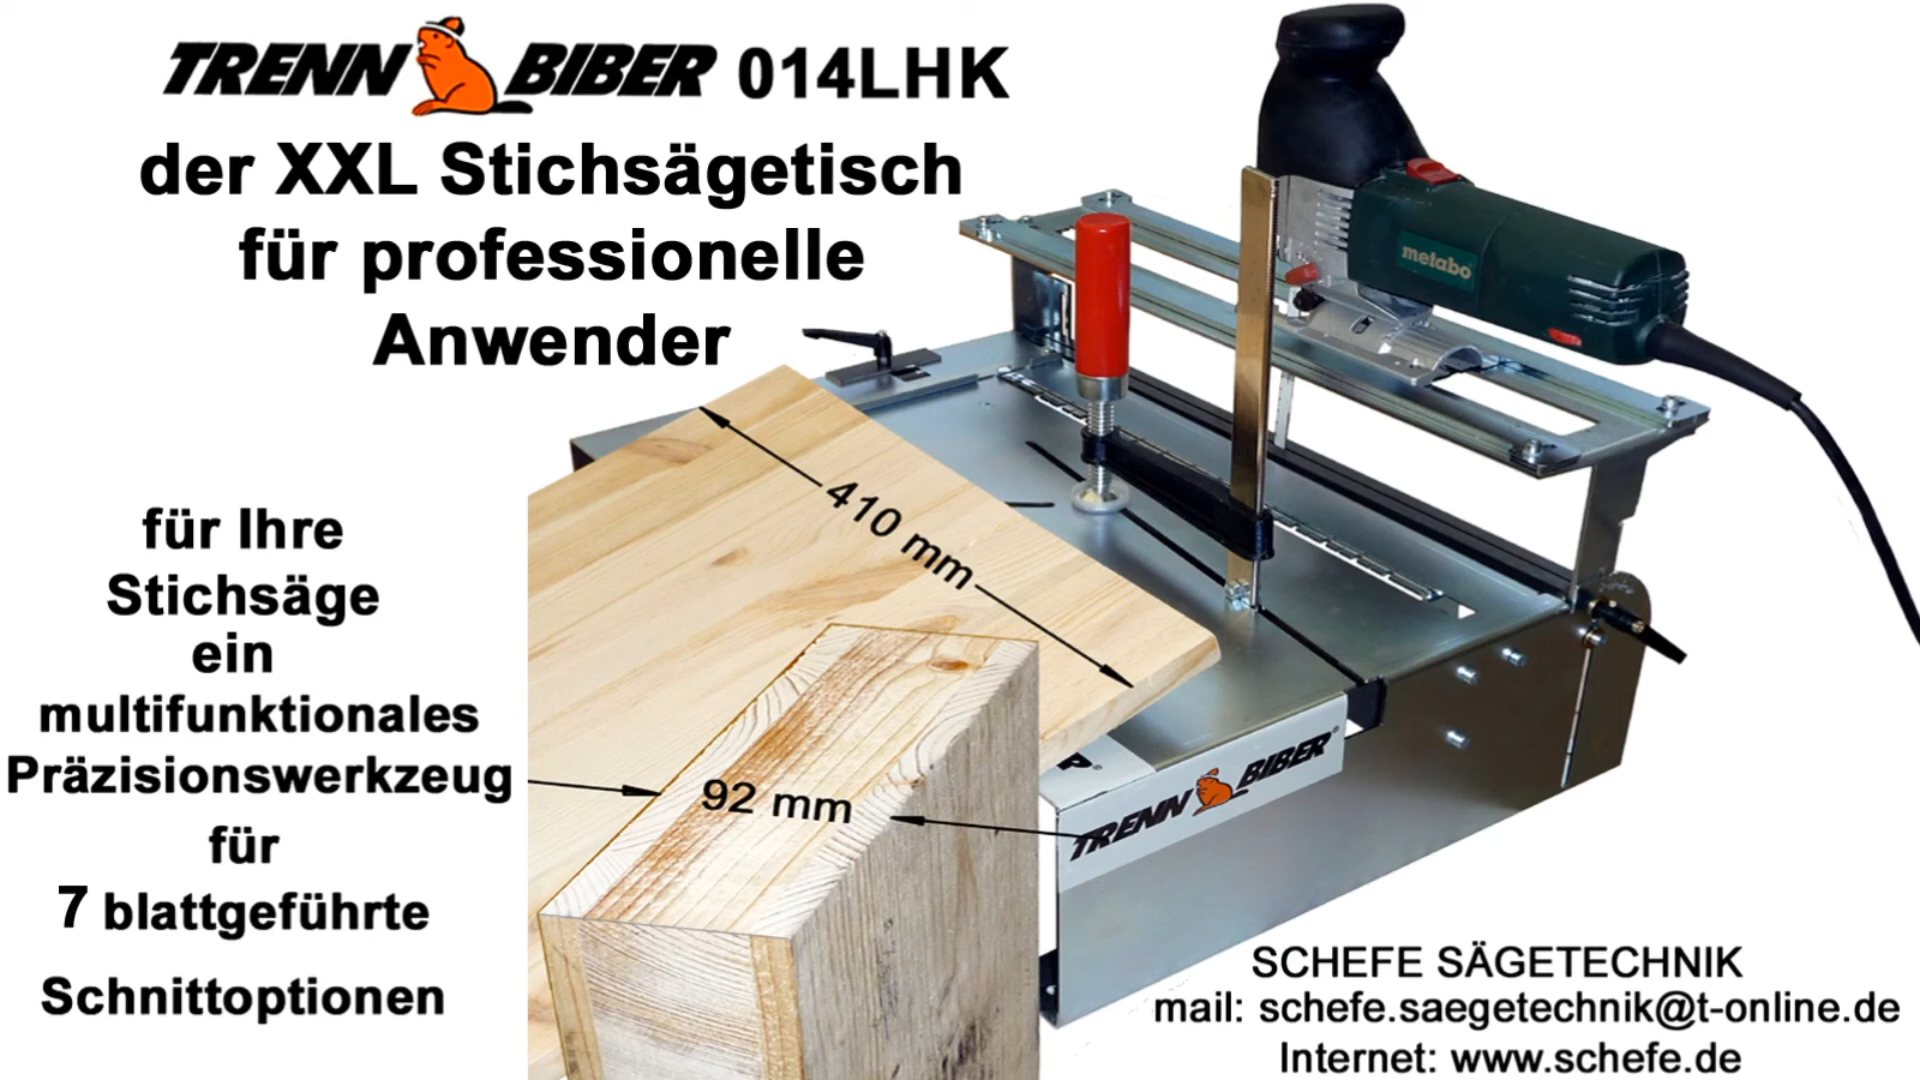 TRENN BIBER 014LHK
der XXL Stichsägetisch
für professionelle
Anwender
metabo
410 mm
für Ihre
Stichsäge
ein
multifunktionales
Präzisionswerkzeug
für
7 blattgeführte
Schnittoptionen
92 mm
P®
TRENN BIBER®
SCHEFE SÄGETECHNIK
mail: schefe.saegetechnik@t-online.de
Internet: www.schefe.de